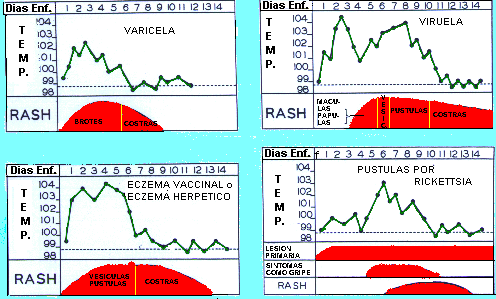 Dias Enf. 1 2 3 4 5 6 7 8 9 10 11 12 13 14
VARICELA
TEMP.
104
103
102
101
100
99
98
RASH
BROTES COSTRAS
Dias Enf. 1 2 3 4 5 6 7 8 9 10 11 12 13 14
VIRUELA
TEMP.
104
103
102
101
100
99
98
RASH
MACU-
LAS
PAPU-
LAS
VESIC
PUSTULAS COSTRAS
Dias Enf. 1 2 3 4 5 6 7 8 9 10 11 12 13 14
ECZEMA VACCINAL o
ECZEMA HERPETICO
TEMP.
104
103
102
101
100
99
98
RASH
VESICULAS
PUSTULAS
COSTRAS
Dias Enf. 1 2 3 4 5 6 7 8 9 10 11 12 13 14
PUSTULAS POR
RICKETTSIA
TEMP.
104
103
102
101
100
99
98
LESION
PRIMARIA
SINTOMAS
COMO GRIPE
RASH